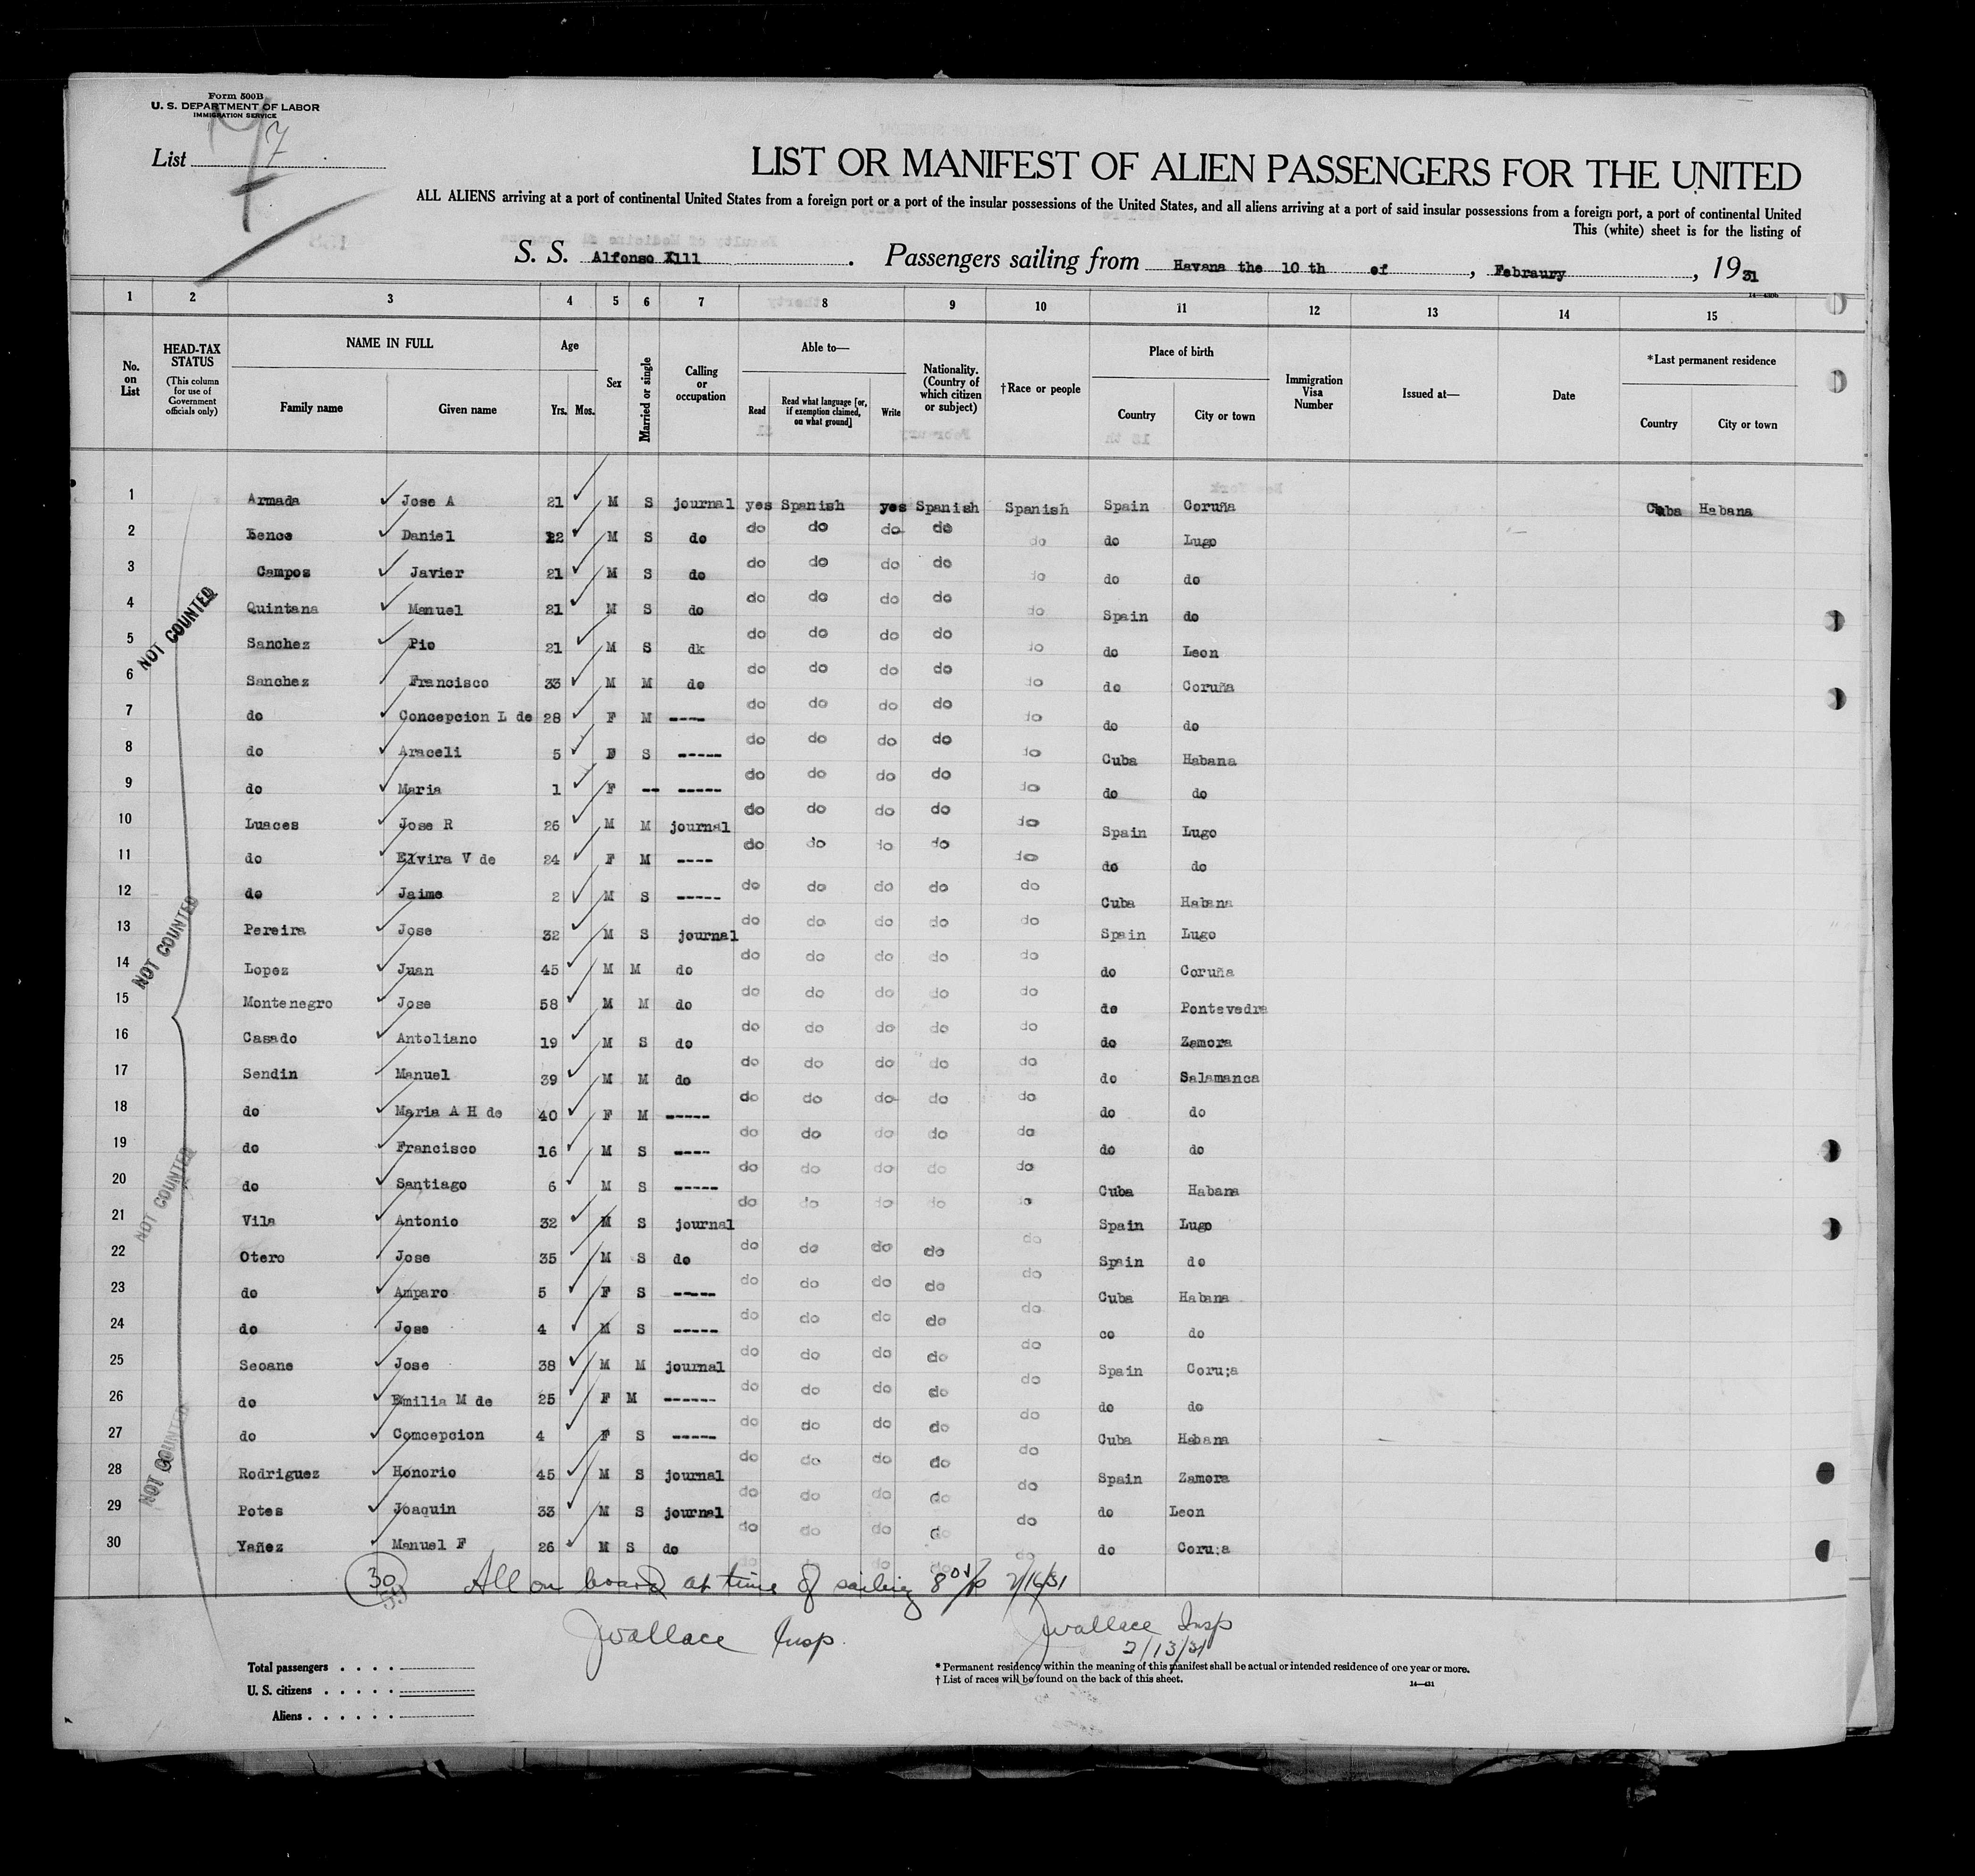 Form 500B
U. S. DEPARTMENT OF LABOR
IMMIGRATION SERVICE
List 7
LIST OR MANIFEST OF ALIEN PASSENGERS FOR THE UNITED
ALL ALIENS arriving at a port of continental United States from a foreign port or a port of the insular possessions of the United States, and all aliens arriving at a port of said insular possessions from a foreign port, a port of continental United
This (white) sheet is for the listing of
S. S. Alfonso Xlll . Passengers sailing from Havana the 10 th of , Febraury , 1931
1 2 3 4 5 6 7 8 9 10 11 12 13 14 15
No. on List HEAD-TAX STATUS (This column for use of Government officials only) NAME IN FULL Family name Given name Age Yrs. Mos. Sex Married or single Calling or occupation Able to— Read Read what language [or, if exemption claimed, on what ground] Write Nationality. (Country of which citizen or subject) †Race or people Place of birth Country City or town Immigration Visa Number Issued at— Date *Last permanent residence Country City or town
1 Armada Jose A 21 M S journal yes Spanish yes Spanish Spanish Spain Coruña Cuba Habana
2 Bence Daniel 22 M S do do do do do do do Lugo
3 Campos Javier 21 M S do do do do do do do do
4 Quintana Manuel 21 M S do do do do do do Spain do
5 Sanchez Pio 21 M S dk do do do do do do Leon
6 Sanchez Francisco 33 M M do do do do do do do Coruña
7 do Concepcion L de 28 F M ---- do do do do do do do
8 do Araceli 5 F S ----- do do do do do Cuba Habana
9 do Maria 1 F -- ----- do do do do do do do
10 Luaces Jose R 26 M M journal do do do do do Spain Lugo
11 do Elvira V de 24 F M ---- do do do do do do do
12 do Jaime 2 M S ----- do do do do do Cuba Habana
13 Pereira Jose 32 M S journal do do do do do Spain Lugo
14 Lopez Juan 45 M M do do do do do do do Coruña
15 Montenegro Jose 58 M M do do do do do do do Pontevedra
16 Casado Antoliano 19 M S do do do do do do do Zamora
17 Sendin Manuel 39 M M do do do do do do do Salamanca
18 do Maria A H de 40 F M ----- do do do do do do do
19 do Francisco 16 M S ---- do do do do do do do
20 do Santiago 6 M S ----- do do do do do Cuba Habana
21 Vila Antonio 32 M S journal do do do do do Spain Lugo
22 Otero Jose 35 M S do do do do do do Spain do
23 do Amparo 5 F S ----- do do do do do Cuba Habana
24 do Jose 4 M S ----- do do do do do co do
25 Seoane Jose 38 M M journal do do do do do Spain Coru;a
26 do Emilia M de 25 F M ------ do do do do do do do
27 do Comcepcion 4 F S ----- do do do do do Cuba Habana
28 Rodriguez Honorio 45 M S journal do do do do do Spain Zamora
29 Potes Joaquin 33 M S journal do do do do do do Leon
30 Yañez Manuel F 26 M S do do do do do do do Coru;a
NOT COUNTED
NOT COUNTED
NOT COUNTED
NOT COUNTED
30 All on board at time of sailing 2/16/31
JWallace Insp. JWallace Insp
2/13/31
Total passengers . . . .
U. S. citizens . . . . .
Aliens . . . . . .
* Permanent residence within the meaning of this manifest shall be actual or intended residence of one year or more.
† List of races will be found on the back of this sheet.
14—431